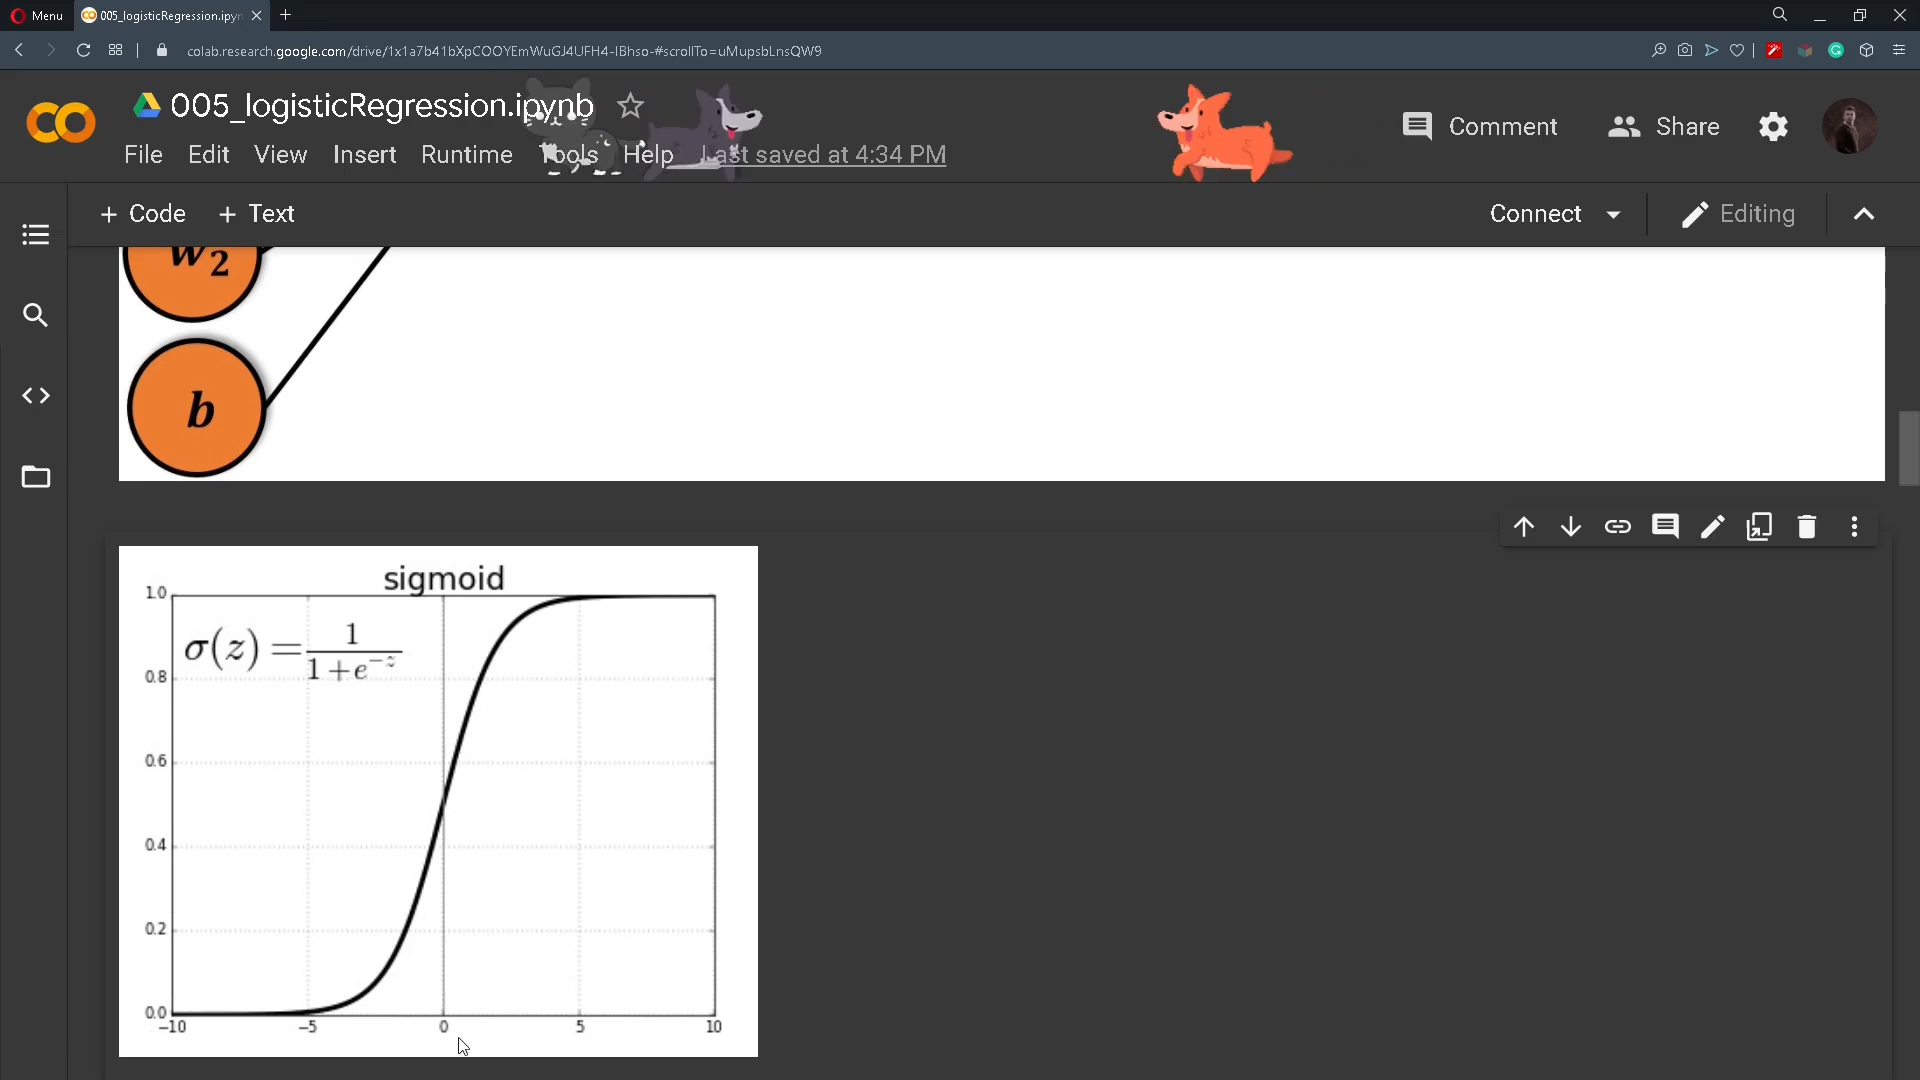 Menu
005_logisticRegression.ipyn
colab.research.google.com/drive/1x1a7b41bXpCOOYEmWuGJ4UFH4-IBhso-#scrollTo=uMupsbLnsQW9
005_logisticRegression.ipynb
Comment
Share
File Edit View Insert Runtime Tools Help Last saved at 4:34 PM
+ Code + Text
Connect
Editing
w₂
b
sigmoid
σ(z) = 1/(1+e^{-z})
1.0
0.8
0.6
0.4
0.2
0.0
−10 −5 0 5 10